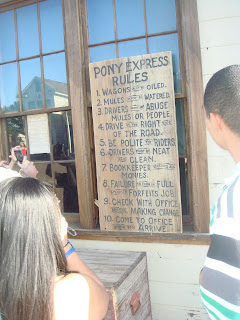 PONY EXPRESS
RULES
1. WAGONS OILED.
2. MULES WATERED.
3. DRIVERS ABUSE
MULES OR PEOPLE.
4. DRIVE RIGHT
OF THE ROAD.
5. BE POLITE RIDERS.
6. DRIVERS NEAT
CLEAN.
7. BOOKKEEPER
MONIES.
8. FAILURE FULL
FORFEITS JOB.
9. CHECK WITH OFFICE
MAKING CHANGE
10. COME TO OFFICE
ARRIVE